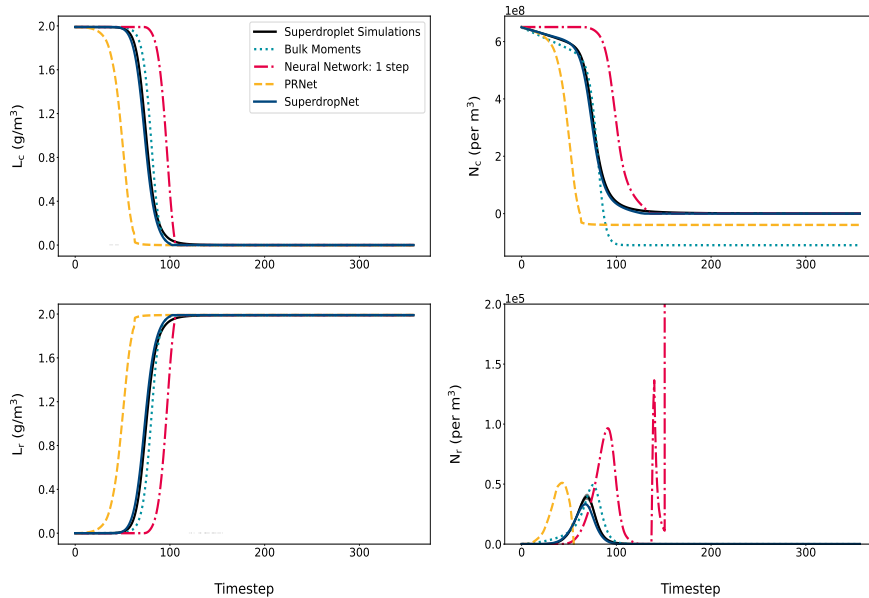 2.0
1.6
1.2
0.8
0.4
0.0
L_c (g/m³)
0
100
200
300
Superdroplet Simulations
Bulk Moments
Neural Network: 1 step
PRNet
SuperdropNet
1e8
6
4
2
0
N_c (per m³)
0
100
200
300
2.0
1.6
1.2
0.8
0.4
0.0
L_r (g/m³)
0
100
200
300
Timestep
1e5
2.0
1.5
1.0
0.5
0.0
N_r (per m³)
0
100
200
300
Timestep